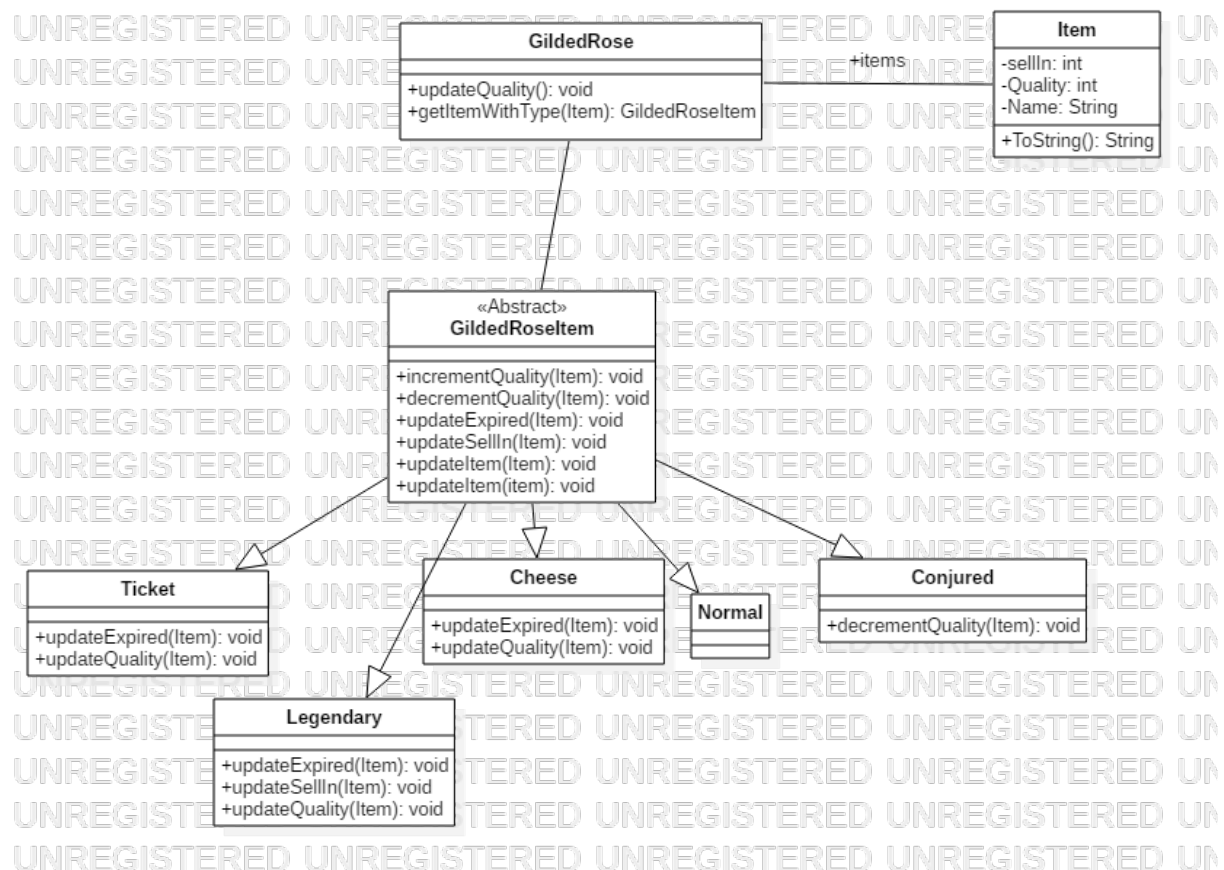 GildedRose
+updateQuality(): void
+getItemWithType(Item): GildedRoseItem
+items
Item
-sellIn: int
-Quality: int
-Name: String
+ToString(): String
«Abstract»
GildedRoseItem
+incrementQuality(Item): void
+decrementQuality(Item): void
+updateExpired(Item): void
+updateSellIn(Item): void
+updateItem(Item): void
+updateItem(item): void
Ticket
+updateExpired(Item): void
+updateQuality(Item): void
Cheese
+updateExpired(Item): void
+updateQuality(Item): void
Normal
Conjured
+decrementQuality(Item): void
Legendary
+updateExpired(Item): void
+updateSellIn(Item): void
+updateQuality(Item): void
UNREGISTERED